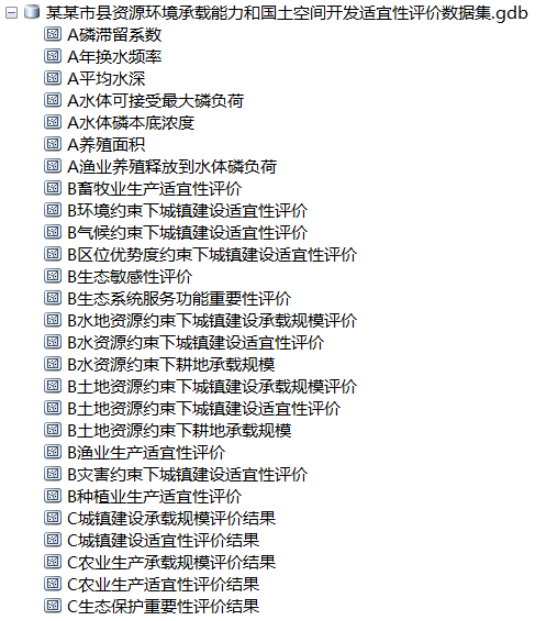 某某市县资源环境承载能力和国土空间开发适宜性评价数据集.gdb
A磷滞留系数
A年换水频率
A平均水深
A水体可接受最大磷负荷
A水体磷本底浓度
A养殖面积
A渔业养殖释放到水体磷负荷
B畜牧业生产适宜性评价
B环境约束下城镇建设适宜性评价
B气候约束下城镇建设适宜性评价
B区位优势度约束下城镇建设适宜性评价
B生态敏感性评价
B生态系统服务功能重要性评价
B水地资源约束下城镇建设承载规模评价
B水资源约束下城镇建设适宜性评价
B水资源约束下耕地承载规模
B土地资源约束下城镇建设承载规模评价
B土地资源约束下城镇建设适宜性评价
B土地资源约束下耕地承载规模
B渔业生产适宜性评价
B灾害约束下城镇建设适宜性评价
B种植业生产适宜性评价
C城镇建设承载规模评价结果
C城镇建设适宜性评价结果
C农业生产承载规模评价结果
C农业生产适宜性评价结果
C生态保护重要性评价结果